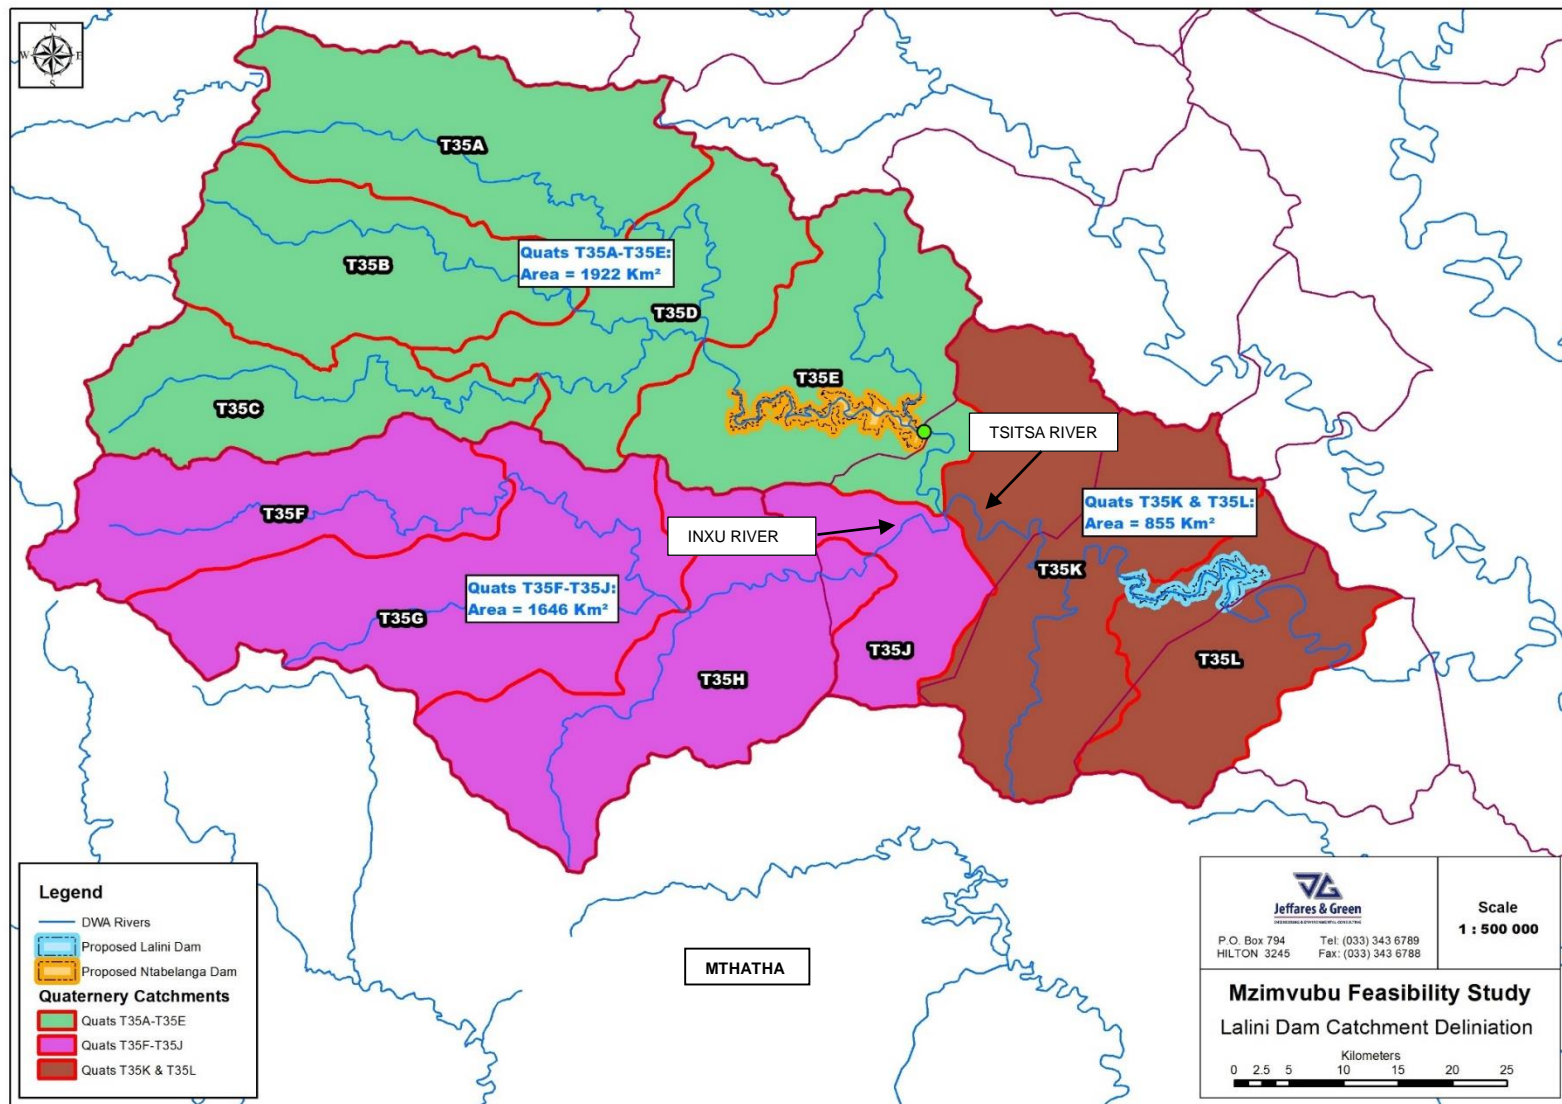 N
W E
S
T35A
Quats T35A-T35E:
Area = 1922 Km²
T35B
T35D
T35E
T35C
TSITSA RIVER
Quats T35K & T35L:
Area = 855 Km²
T35F
INXU RIVER
T35K
Quats T35F-T35J:
Area = 1646 Km²
T35G
T35J
T35L
T35H
MTHATHA
Legend
DWA Rivers
Proposed Lalini Dam
Proposed Ntabelanga Dam
Quaternery Catchments
Quats T35A-T35E
Quats T35F-T35J
Quats T35K & T35L
JG
Jeffares & Green
ENGINEERING & ENVIRONMENTAL CONSULTING
P.O. Box 794 Tel: (033) 343 6789
HILTON 3245 Fax: (033) 343 6788
Scale
1 : 500 000
Mzimvubu Feasibility Study
Lalini Dam Catchment Deliniation
Kilometers
0 2.5 5 10 15 20 25